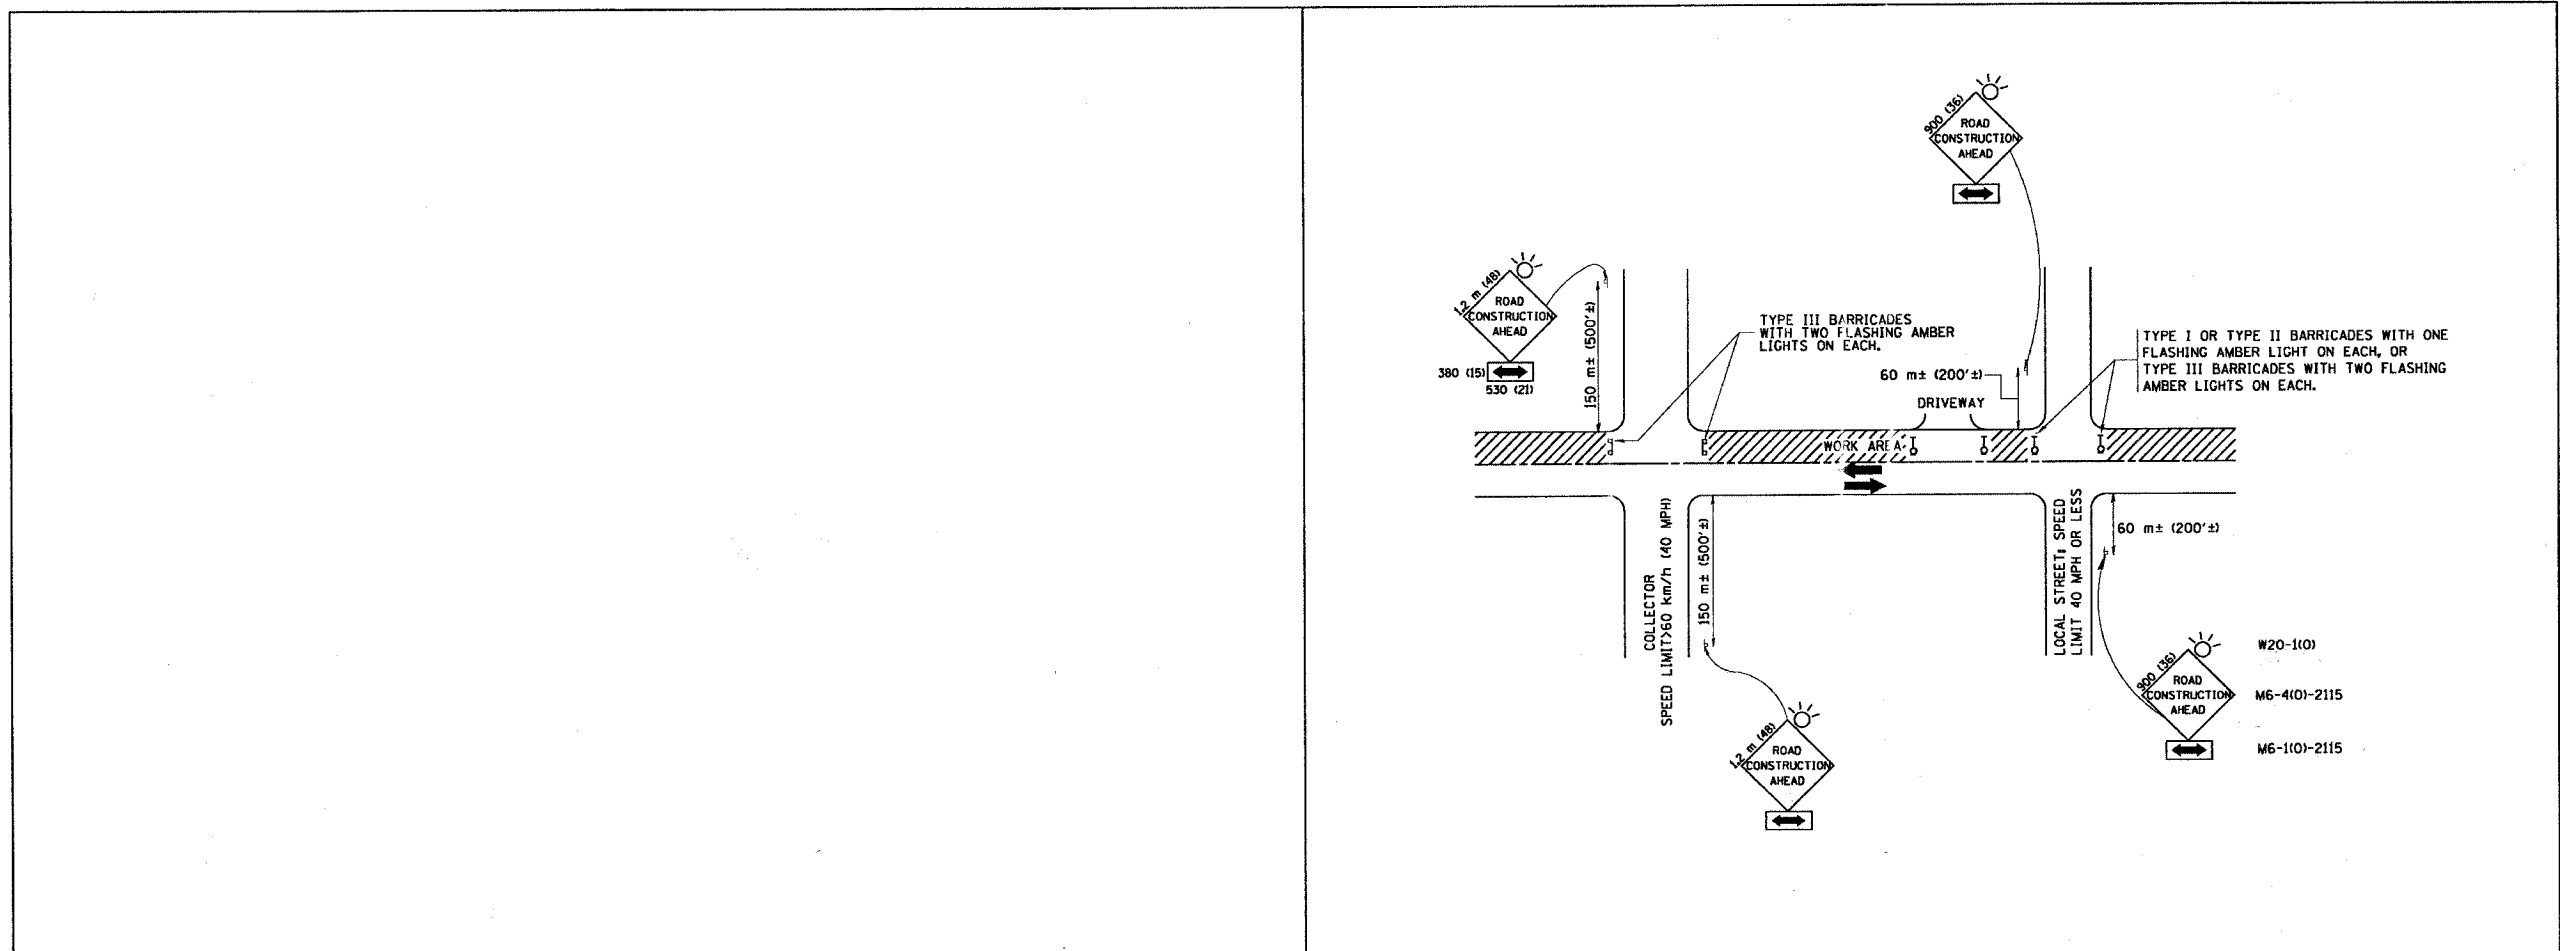 900 (36)
ROAD
CONSTRUCTION
AHEAD
1.2 m (48)
ROAD
CONSTRUCTION
AHEAD
380 (15)
530 (21)
150 m± (500'±)
TYPE III BARRICADES
WITH TWO FLASHING AMBER
LIGHTS ON EACH.
60 m± (200'±)
DRIVEWAY
TYPE I OR TYPE II BARRICADES WITH ONE
FLASHING AMBER LIGHT ON EACH, OR
TYPE III BARRICADES WITH TWO FLASHING
AMBER LIGHTS ON EACH.
WORK AREA
COLLECTOR
SPEED LIMIT>60 km/h (40 MPH)
150 m± (500'±)
LOCAL STREET; SPEED
LIMIT 40 MPH OR LESS
60 m± (200'±)
1.2 m (48)
ROAD
CONSTRUCTION
AHEAD
900 (36)
ROAD
CONSTRUCTION
AHEAD
W20-1(O)
M6-4(O)-2115
M6-1(O)-2115